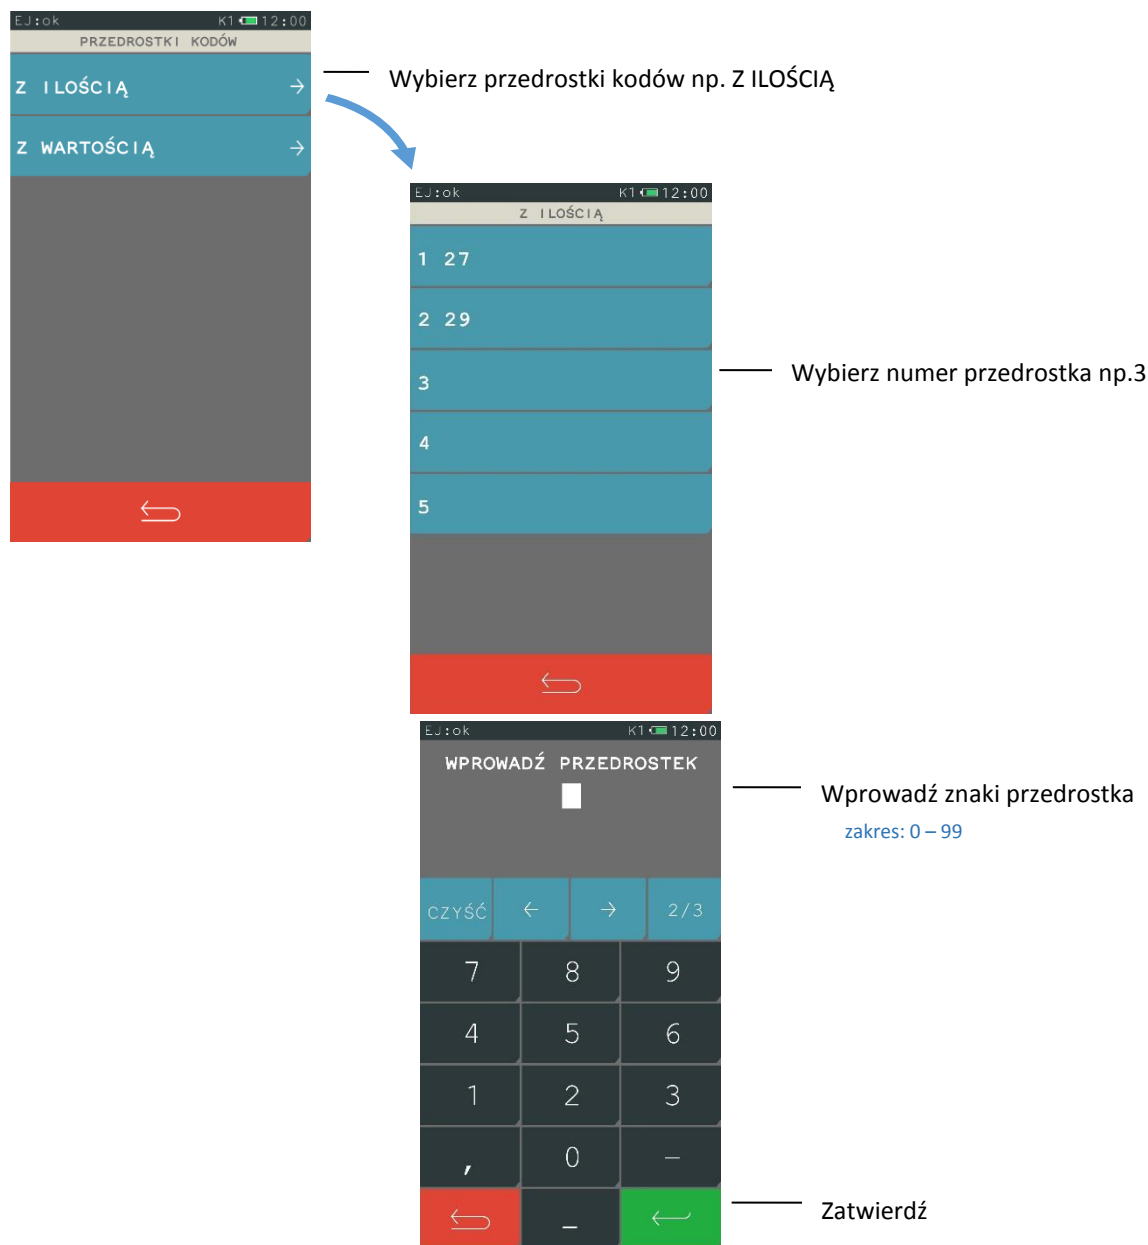 EJ:ok K1 12:00
PRZEDROSTKI KODÓW
Z ILOŚCIĄ →
Z WARTOŚCIĄ →
Wybierz przedrostki kodów np. Z ILOŚCIĄ
EJ:ok K1 12:00
Z ILOŚCIĄ
1 27
2 29
3
4
5
Wybierz numer przedrostka np.3
EJ:ok K1 12:00
WPROWADŹ PRZEDROSTEK
Wprowadź znaki przedrostka
zakres: 0 – 99
CZYŚĆ ← → 2/3
7 8 9
4 5 6
1 2 3
, 0 –
_
Zatwierdź